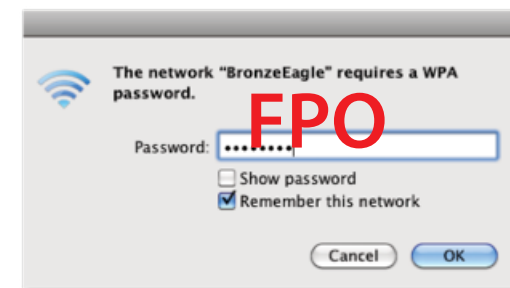 The network "BronzeEagle" requires a WPA
password.
FPO
Password: ••••••••
Show password
Remember this network
Cancel OK